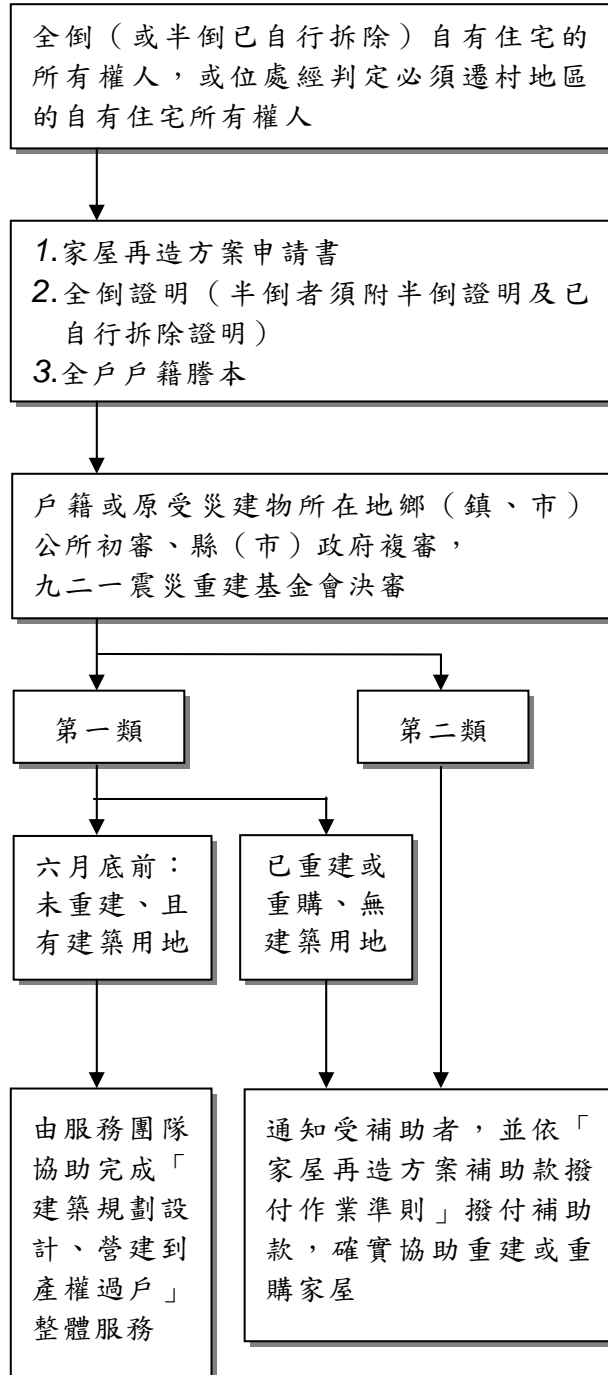 全倒（或半倒已自行拆除）自有住宅的
所有權人，或位處經判定必須遷村地區
的自有住宅所有權人
1.家屋再造方案申請書
2.全倒證明（半倒者須附半倒證明及已
自行拆除證明）
3.全戶戶籍謄本
戶籍或原受災建物所在地鄉（鎮、市）
公所初審、縣（市）政府複審，
九二一震災重建基金會決審
第一類
第二類
六月底前：
未重建、且
有建築用地
已重建或
重購、無
建築用地
由服務團隊
協助完成「
建築規劃設
計、營建到
產權過戶」
整體服務
通知受補助者，並依「
家屋再造方案補助款撥
付作業準則」撥付補助
款，確實協助重建或重
購家屋